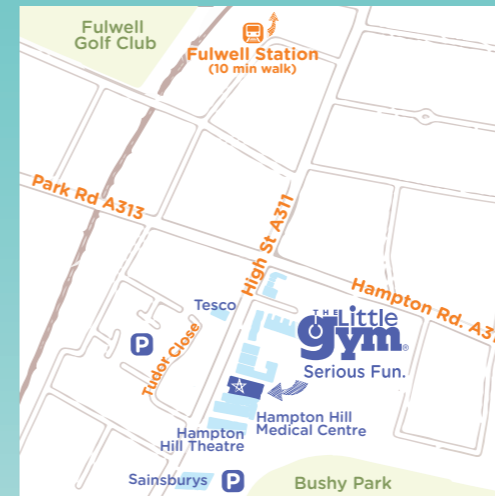 Fulwell
Golf Club
Fulwell Station
(10 min walk)
Park Rd A313
High St A311
Hampton Rd. A31
Tesco
THE Little
gym®
Serious Fun.
P
Tudor Close
Hampton Hill
Medical Centre
Hampton
Hill Theatre
Sainsburys
P
Bushy Park